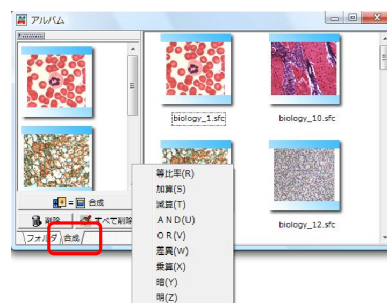 アルバム
biology_1.sfc
biology_10.sfc
合成
削除
すべて削除
フォルダ
合成
等比率(R)
加算(S)
減算(T)
ＡＮＤ(U)
ＯＲ(V)
差異(W)
乗算(X)
暗(Y)
明(Z)
biology_12.sfc